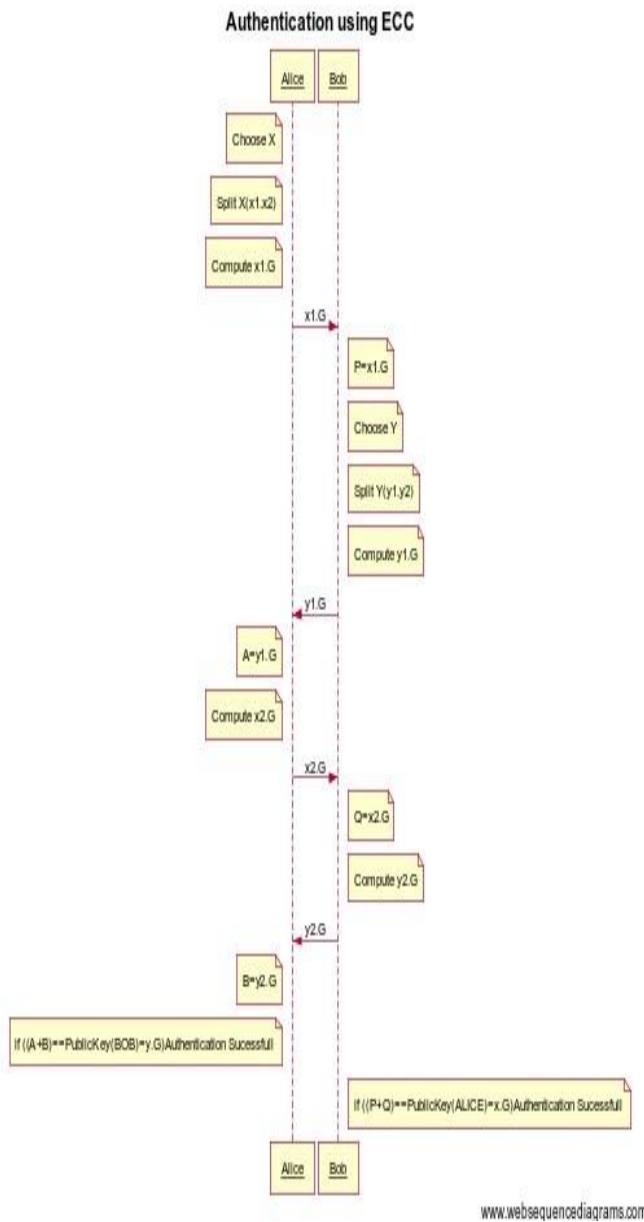 Authentication using ECC
Alice
Bob
Choose X
Split X(x1.x2)
Compute x1.G
x1.G
P=x1.G
Choose Y
Split Y(y1.y2)
Compute y1.G
y1.G
A=y1.G
Compute x2.G
x2.G
Q=x2.G
Compute y2.G
y2.G
B=y2.G
If ((A+B)==PublicKey(BOB)=y.G)Authentication Sucessfull
If ((P+Q)==PublicKey(ALICE)=x.G)Authentication Sucessfull
Alice
Bob
www.websequencediagrams.com